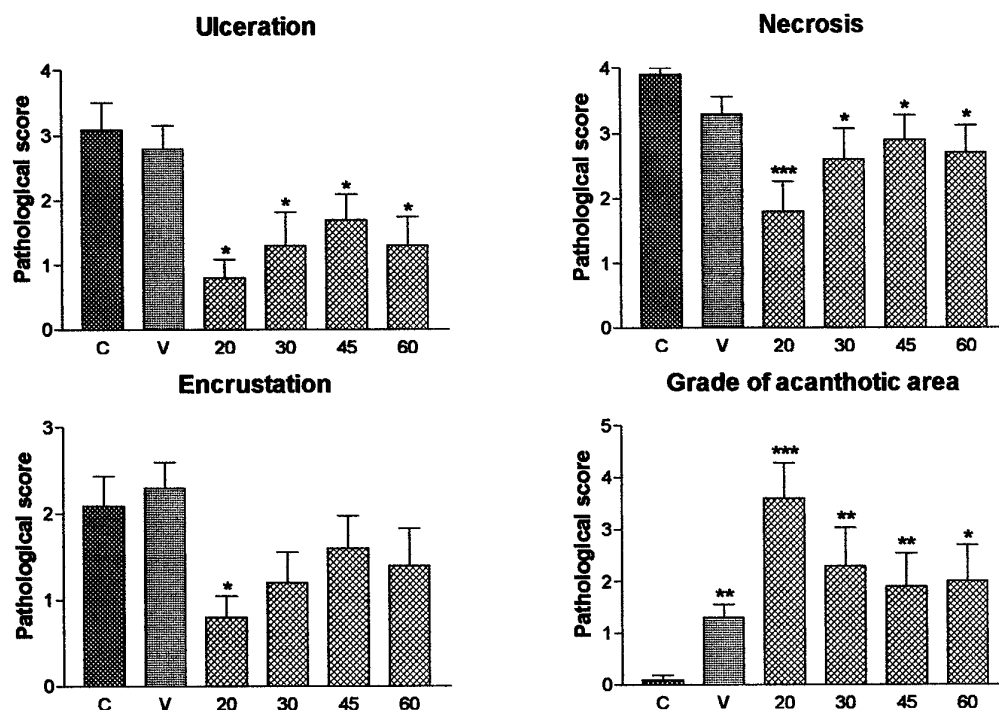 Ulceration
Pathological score
4
3
2
1
0
*
*
*
*
C V 20 30 45 60
Necrosis
Pathological score
4
3
2
1
0
***
*
*
*
C V 20 30 45 60
Encrustation
Pathological score
3
2
1
0
*
C V 20 30 45 60
Grade of acanthotic area
Pathological score
5
4
3
2
1
0
**
***
**
**
*
C V 20 30 45 60